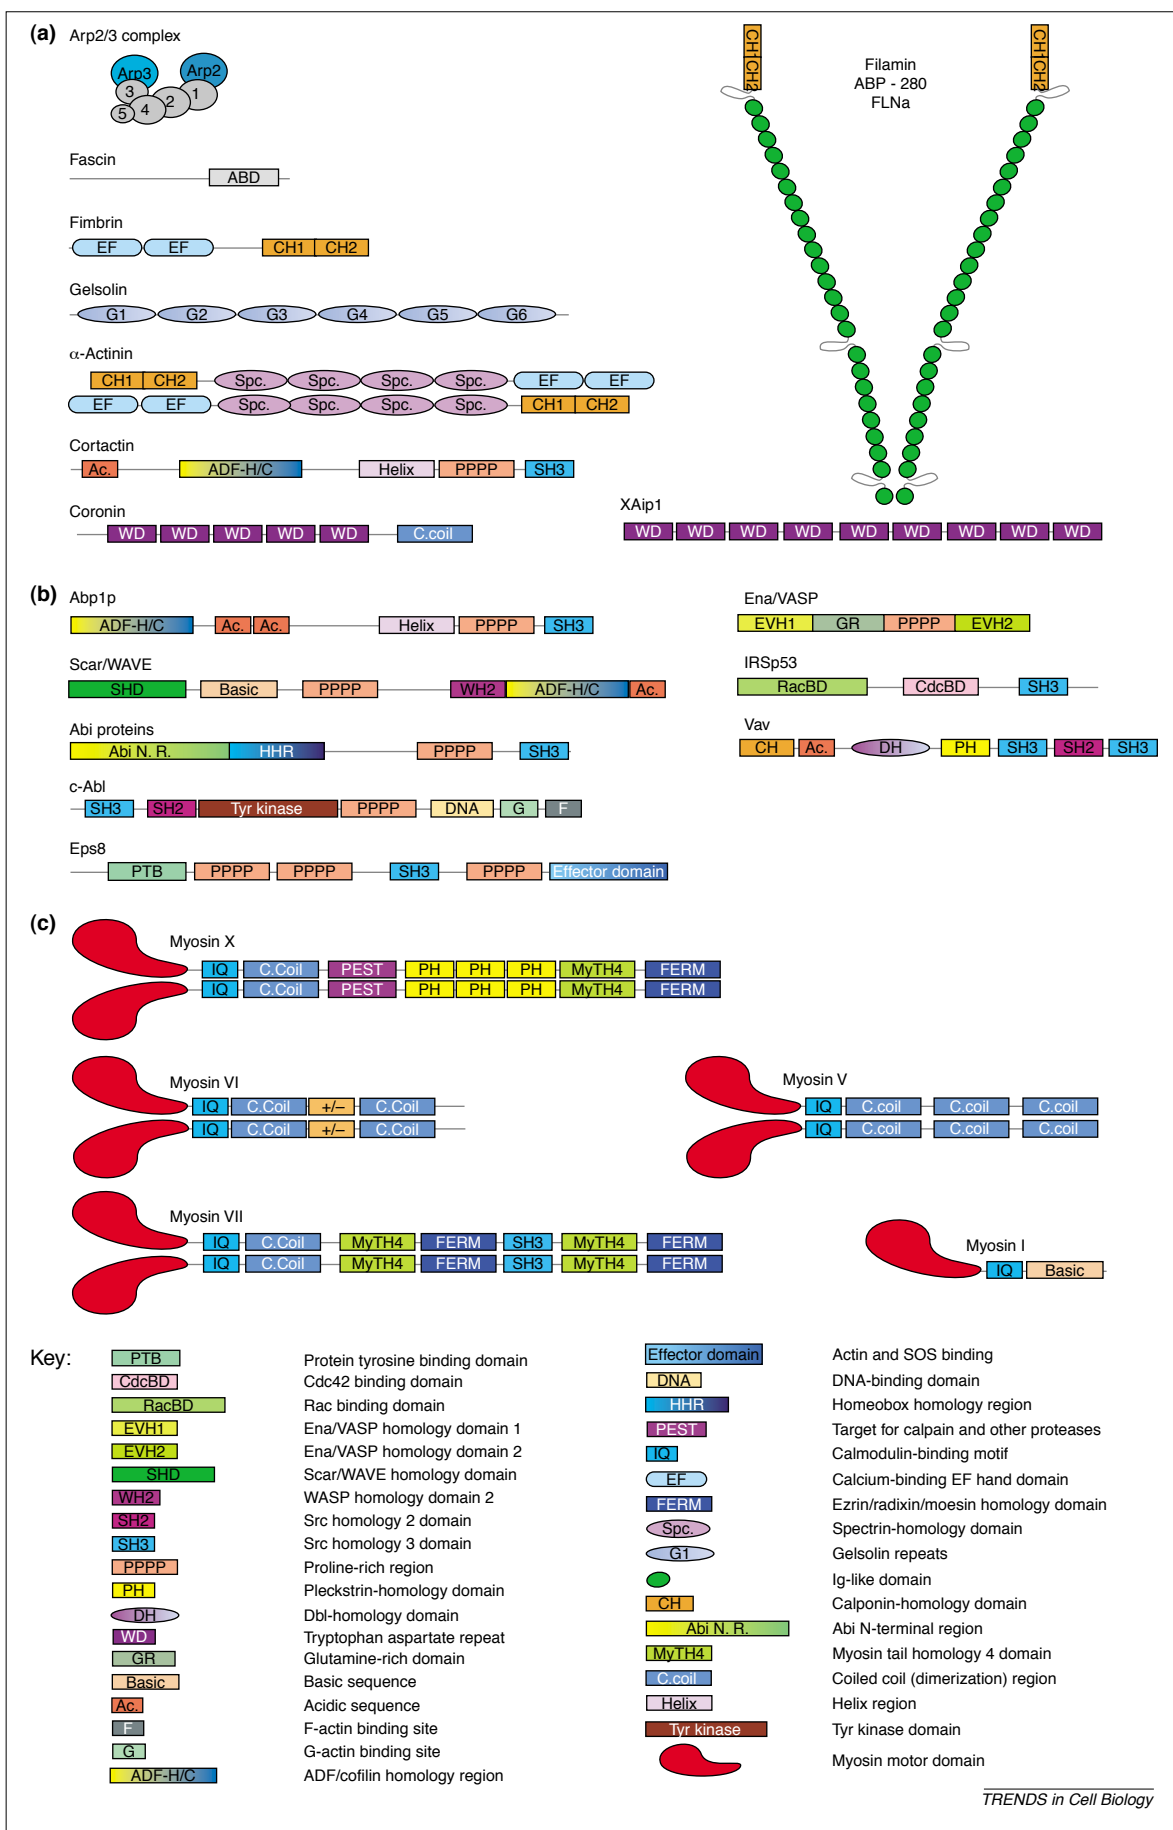 (a) Arp2/3 complex
Arp3 Arp2
3 2 1
5 4
CH1 CH2
CH1 CH2
Filamin
ABP - 280
FLNa
Fascin
ABD
Fimbrin
EF EF CH1 CH2
Gelsolin
G1 G2 G3 G4 G5 G6
α-Actinin
CH1 CH2 Spc. Spc. Spc. Spc. EF EF
EF EF Spc. Spc. Spc. Spc. CH1 CH2
Cortactin
Ac. ADF-H/C Helix PPPP SH3
Coronin
WD WD WD WD WD C.coil
XAip1
WD WD WD WD WD WD WD WD WD
(b) Abp1p
ADF-H/C Ac. Ac. Helix PPPP SH3
Scar/WAVE
SHD Basic PPPP WH2 ADF-H/C Ac.
Abi proteins
Abi N. R. HHR PPPP SH3
c-Abl
SH3 SH2 Tyr kinase PPPP DNA G F
Eps8
PTB PPPP PPPP SH3 PPPP Effector domain
Ena/VASP
EVH1 GR PPPP EVH2
IRSp53
RacBD CdcBD SH3
Vav
CH Ac. DH PH SH3 SH2 SH3
(c)
Myosin X
IQ C.Coil PEST PH PH PH MyTH4 FERM
IQ C.Coil PEST PH PH PH MyTH4 FERM
Myosin VI
IQ C.Coil +/– C.Coil
IQ C.Coil +/– C.Coil
Myosin V
IQ C.coil C.coil C.coil
IQ C.coil C.coil C.coil
Myosin VII
IQ C.Coil MyTH4 FERM SH3 MyTH4 FERM
IQ C.Coil MyTH4 FERM SH3 MyTH4 FERM
Myosin I
IQ Basic
Key:
PTB Protein tyrosine binding domain
CdcBD Cdc42 binding domain
RacBD Rac binding domain
EVH1 Ena/VASP homology domain 1
EVH2 Ena/VASP homology domain 2
SHD Scar/WAVE homology domain
WH2 WASP homology domain 2
SH2 Src homology 2 domain
SH3 Src homology 3 domain
PPPP Proline-rich region
PH Pleckstrin-homology domain
DH Dbl-homology domain
WD Tryptophan aspartate repeat
GR Glutamine-rich domain
Basic Basic sequence
Ac. Acidic sequence
F F-actin binding site
G G-actin binding site
ADF-H/C ADF/cofilin homology region
Effector domain Actin and SOS binding
DNA DNA-binding domain
HHR Homeobox homology region
PEST Target for calpain and other proteases
IQ Calmodulin-binding motif
EF Calcium-binding EF hand domain
FERM Ezrin/radixin/moesin homology domain
Spc. Spectrin-homology domain
G1 Gelsolin repeats
Ig-like domain
CH Calponin-homology domain
Abi N. R. Abi N-terminal region
MyTH4 Myosin tail homology 4 domain
C.coil Coiled coil (dimerization) region
Helix Helix region
Tyr kinase Tyr kinase domain
Myosin motor domain
TRENDS in Cell Biology